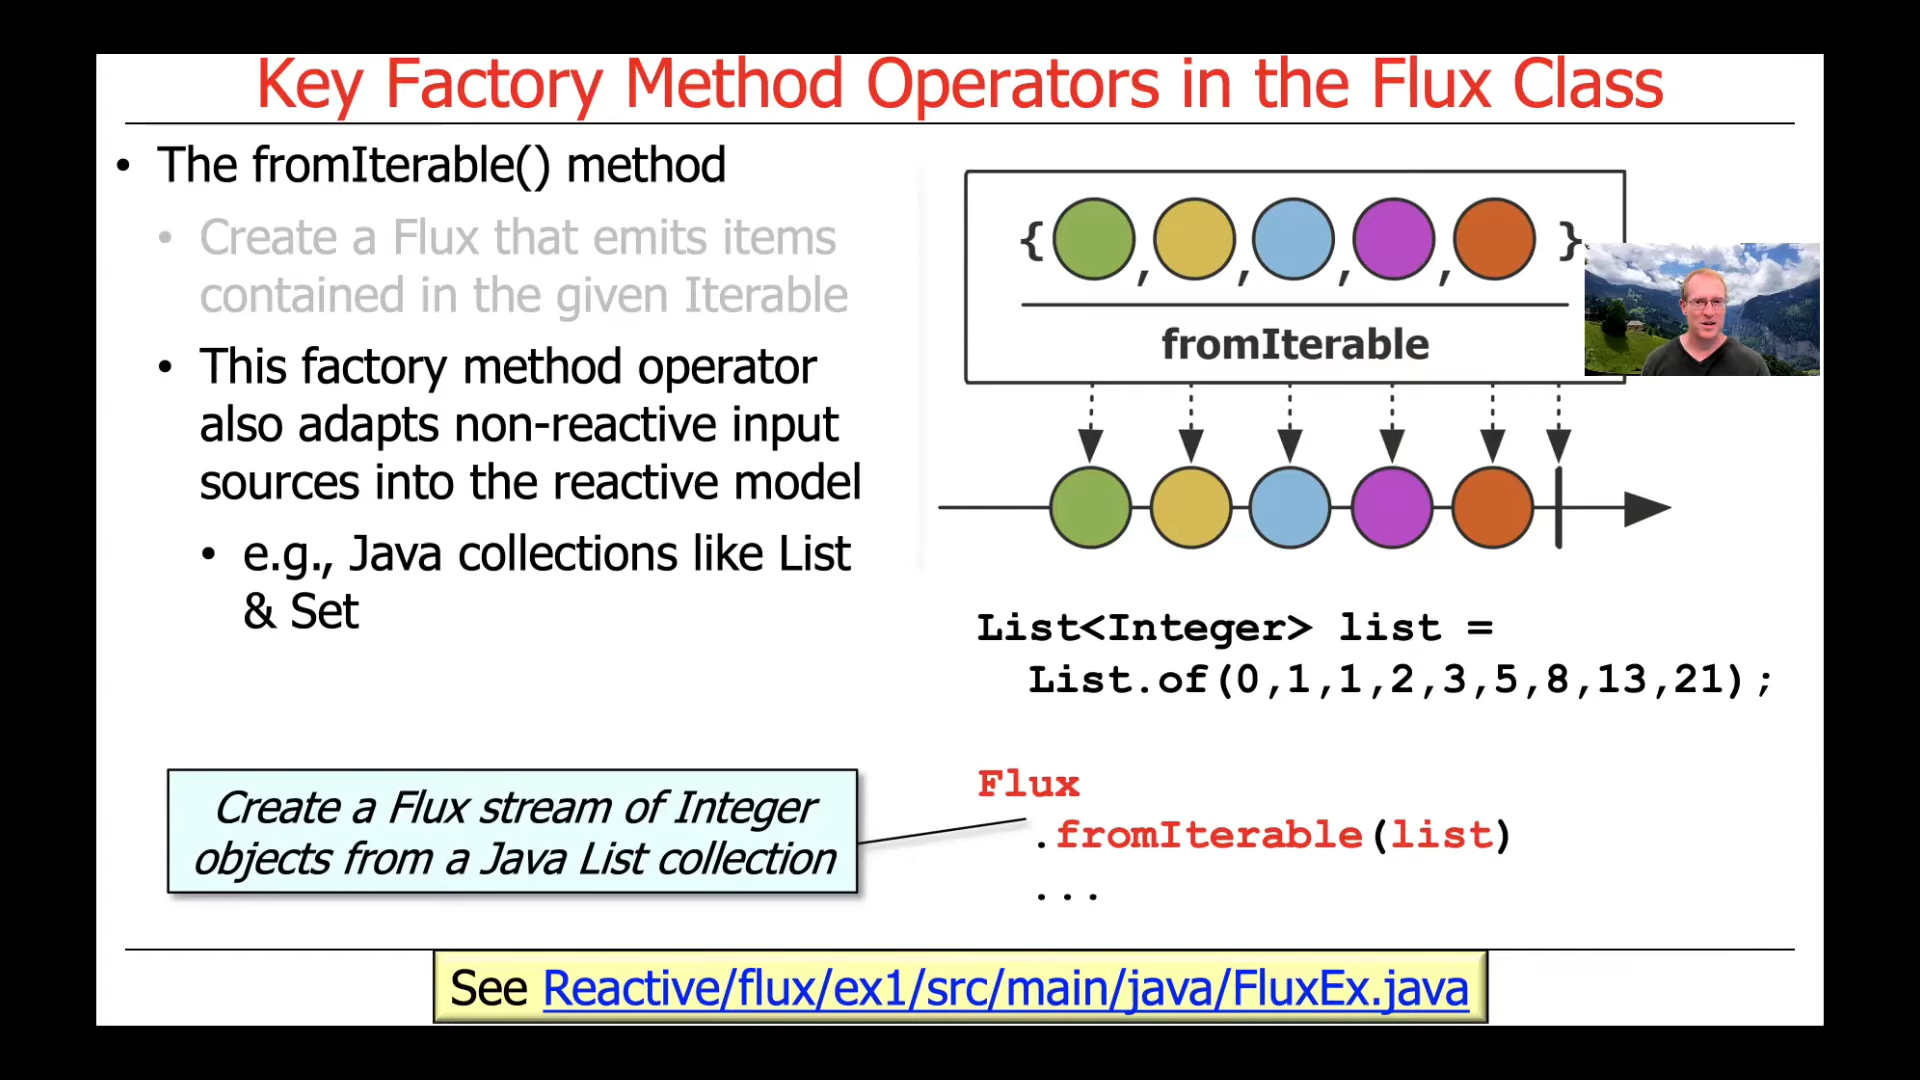 Key Factory Method Operators in the Flux Class
• The fromIterable() method
• Create a Flux that emits items
contained in the given Iterable
• This factory method operator
also adapts non-reactive input
sources into the reactive model
• e.g., Java collections like List
& Set
{ , , , , }
fromIterable
List<Integer> list =
List.of(0,1,1,2,3,5,8,13,21);
Create a Flux stream of Integer
objects from a Java List collection
Flux
.fromIterable(list)
...
See Reactive/flux/ex1/src/main/java/FluxEx.java